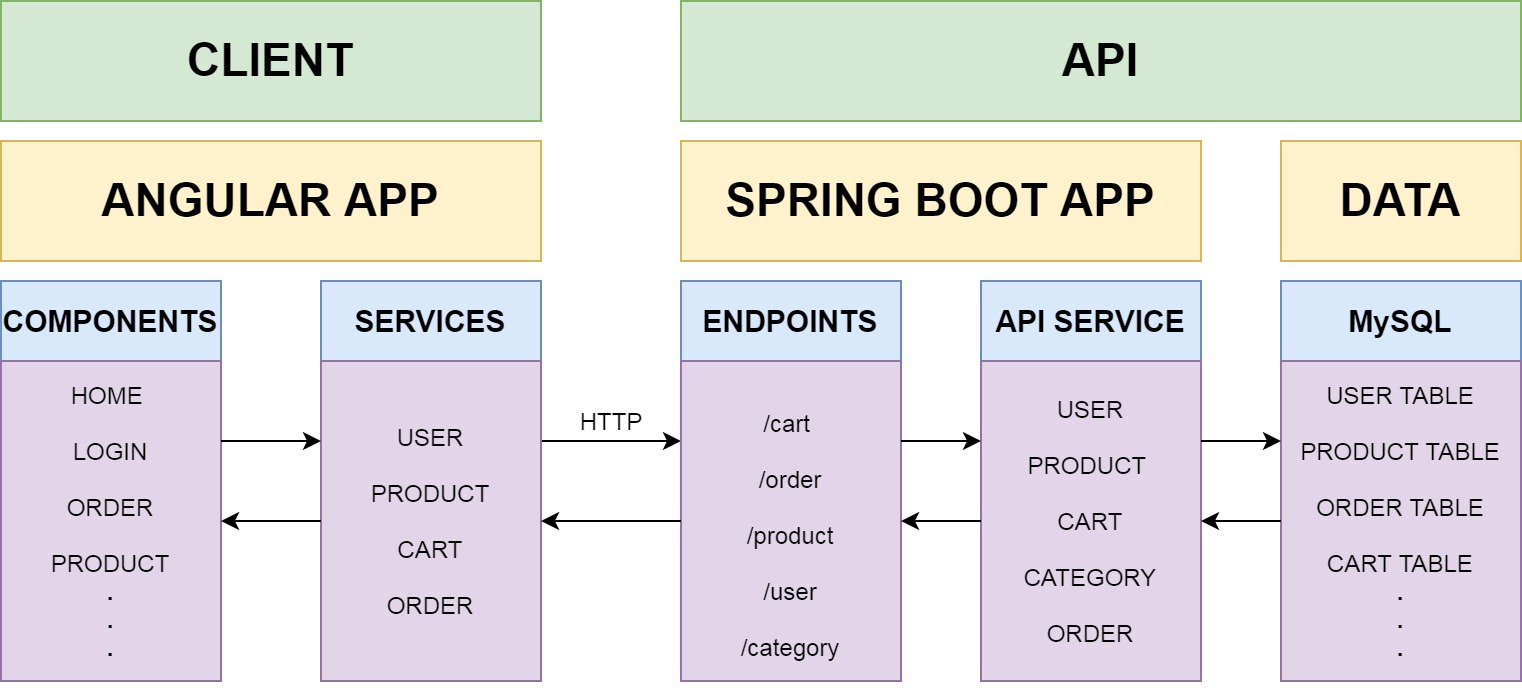 CLIENT
API
ANGULAR APP
SPRING BOOT APP
DATA
COMPONENTS
HOME
LOGIN
ORDER
PRODUCT
.
.
.
SERVICES
USER
PRODUCT
CART
ORDER
HTTP
ENDPOINTS
/cart
/order
/product
/user
/category
API SERVICE
USER
PRODUCT
CART
CATEGORY
ORDER
MySQL
USER TABLE
PRODUCT TABLE
ORDER TABLE
CART TABLE
.
.
.